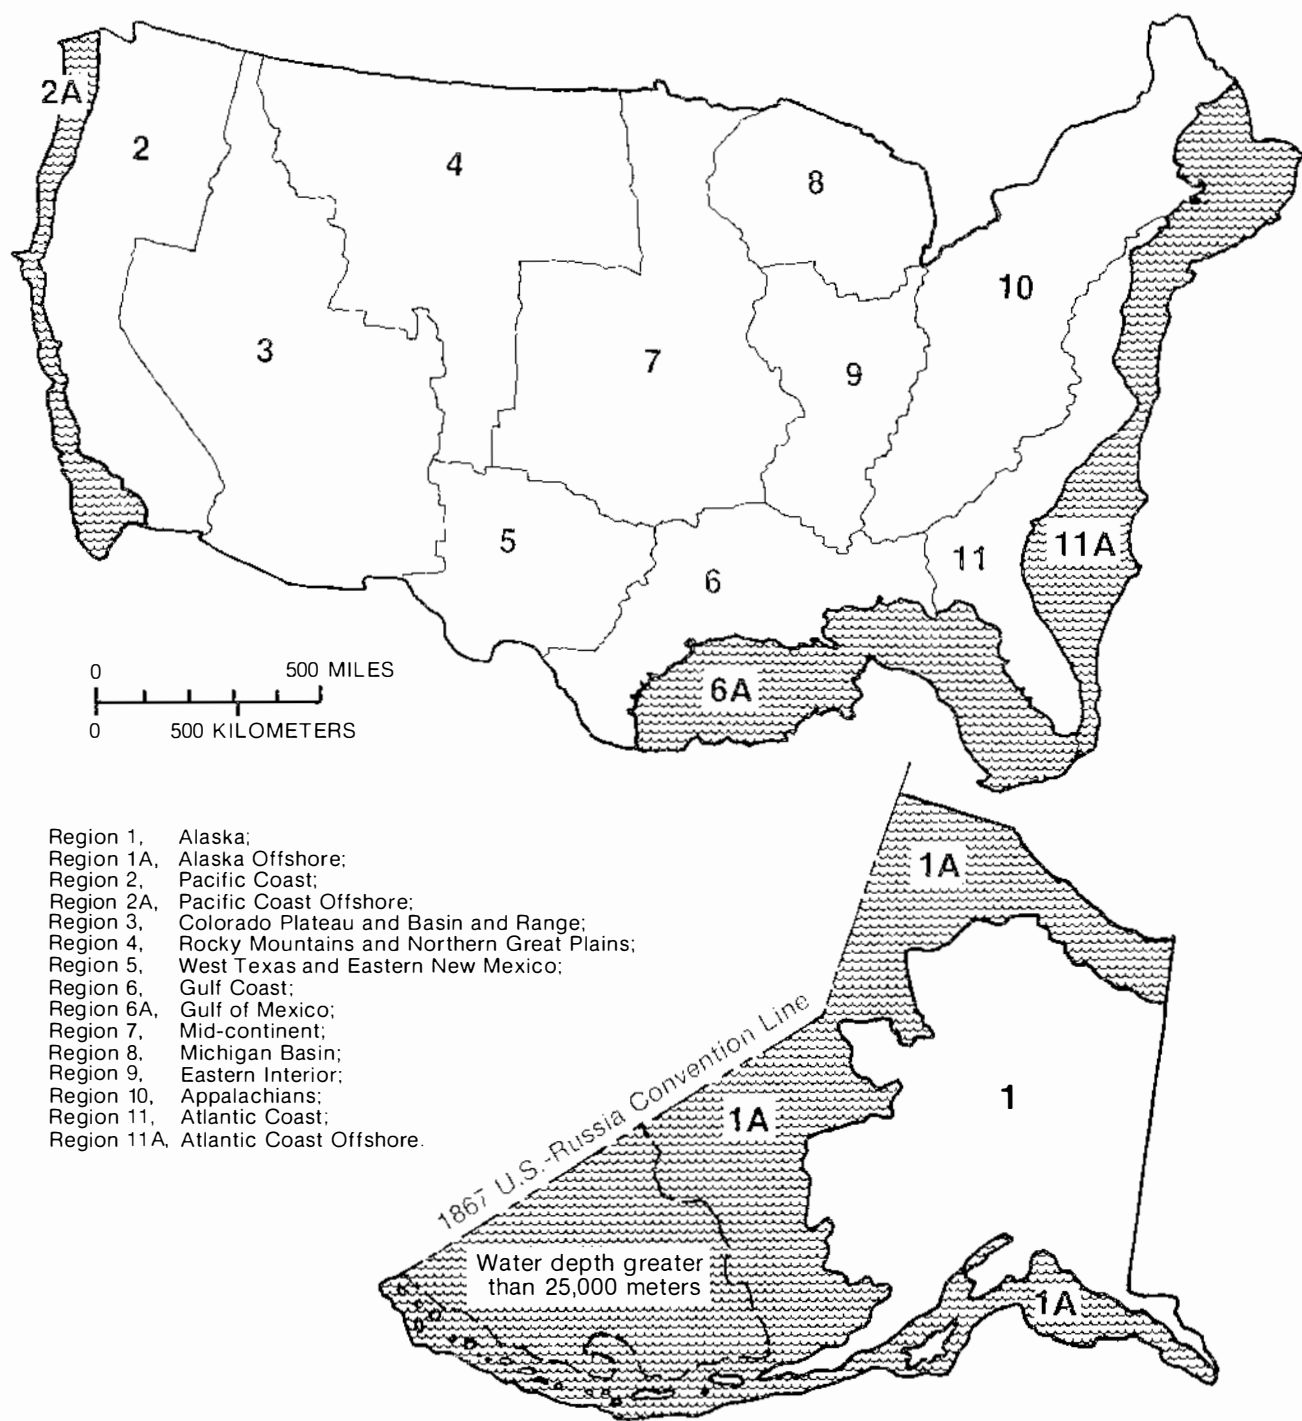 2A
2
4
8
10
3
7
9
5
11
11A
6
6A
0 500 MILES
0 500 KILOMETERS
Region 1, Alaska;
Region 1A, Alaska Offshore;
Region 2, Pacific Coast;
Region 2A, Pacific Coast Offshore;
Region 3, Colorado Plateau and Basin and Range;
Region 4, Rocky Mountains and Northern Great Plains;
Region 5, West Texas and Eastern New Mexico;
Region 6, Gulf Coast;
Region 6A, Gulf of Mexico;
Region 7, Mid-continent;
Region 8, Michigan Basin;
Region 9, Eastern Interior;
Region 10, Appalachians;
Region 11, Atlantic Coast;
Region 11A, Atlantic Coast Offshore.
1A
1867 U.S.-Russia Convention Line
1A
1
Water depth greater
than 25,000 meters
1A